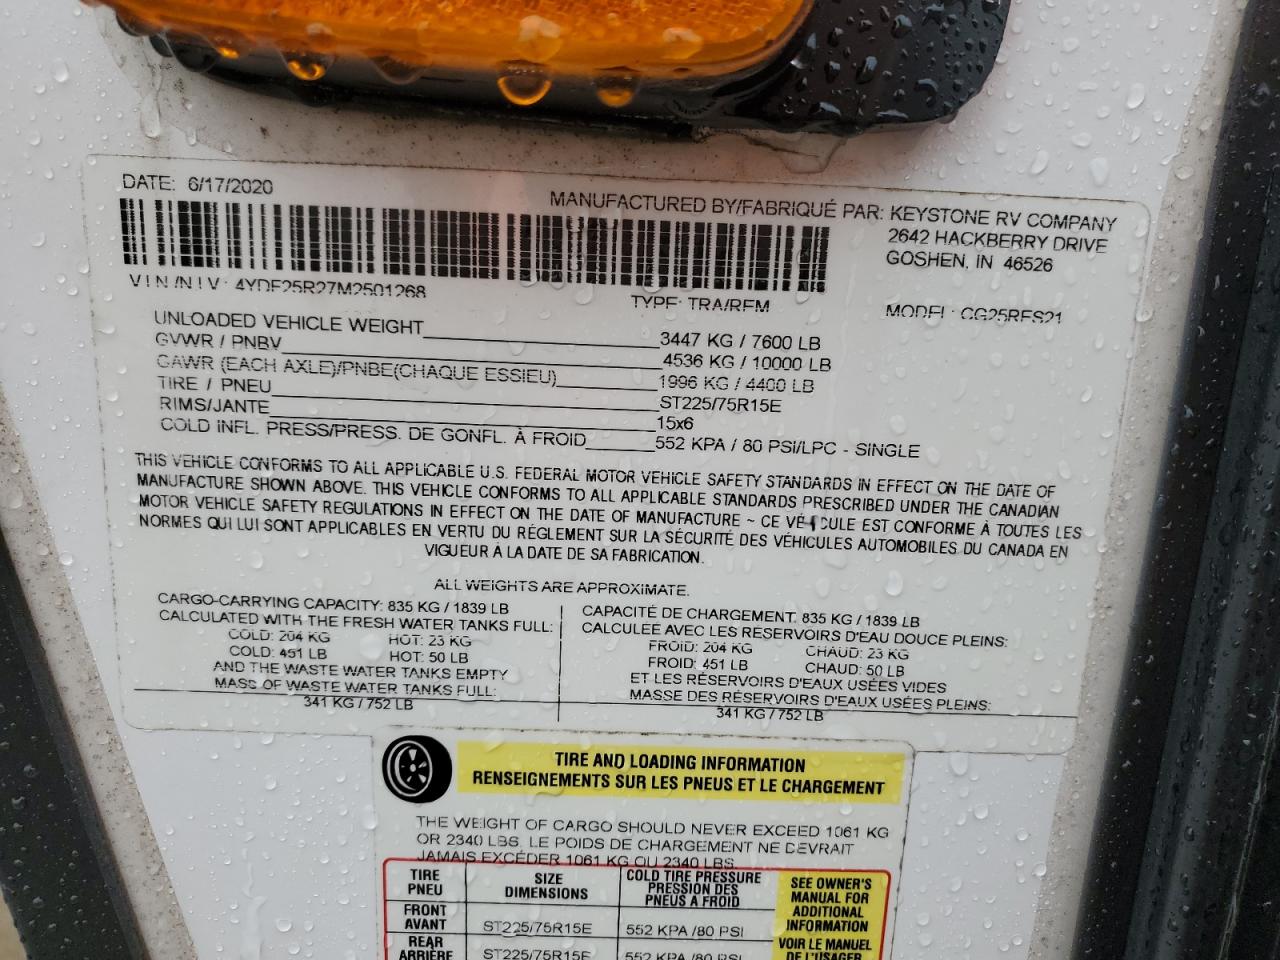 DATE: 6/17/2020
MANUFACTURED BY/FABRIQUÉ PAR: KEYSTONE RV COMPANY
2642 HACKBERRY DRIVE
GOSHEN, IN 46526
V I N /N I V : 4YDF25R27M2501268
TYPE: TRA/REM
MODEL: CG25RES21
UNLOADED VEHICLE WEIGHT 3447 KG / 7600 LB
GVWR / PNBV 4536 KG / 10000 LB
GAWR (EACH AXLE)/PNBE(CHAQUE ESSIEU) 1996 KG / 4400 LB
TIRE / PNEU ST225/75R15E
RIMS/JANTE 15x6
COLD INFL. PRESS/PRESS. DE GONFL. À FROID 552 KPA / 80 PSI/LPC - SINGLE
THIS VEHICLE CONFORMS TO ALL APPLICABLE U.S. FEDERAL MOTOR VEHICLE SAFETY STANDARDS IN EFFECT ON THE DATE OF
MANUFACTURE SHOWN ABOVE. THIS VEHICLE CONFORMS TO ALL APPLICABLE STANDARDS PRESCRIBED UNDER THE CANADIAN
MOTOR VEHICLE SAFETY REGULATIONS IN EFFECT ON THE DATE OF MANUFACTURE ~ CE VÉHICULE EST CONFORME À TOUTES LES
NORMES QUI LUI SONT APPLICABLES EN VERTU DU RÉGLEMENT SUR LA SÉCURITÉ DES VÉHICULES AUTOMOBILES DU CANADA EN
VIGUEUR À LA DATE DE SA FABRICATION.
ALL WEIGHTS ARE APPROXIMATE.
CARGO-CARRYING CAPACITY: 835 KG / 1839 LB
CALCULATED WITH THE FRESH WATER TANKS FULL:
COLD: 204 KG HOT: 23 KG
COLD: 451 LB HOT: 50 LB
AND THE WASTE WATER TANKS EMPTY
MASS OF WASTE WATER TANKS FULL:
341 KG / 752 LB
CAPACITÉ DE CHARGEMENT: 835 KG / 1839 LB
CALCULEE AVEC LES RÉSERVOIRS D'EAU DOUCE PLEINS:
FROID: 204 KG CHAUD: 23 KG
FROID: 451 LB CHAUD: 50 LB
ET LES RÉSERVOIRS D'EAUX USÉES VIDES
MASSE DES RÉSERVOIRS D'EAUX USÉES PLEINS:
341 KG / 752 LB
TIRE AND LOADING INFORMATION
RENSEIGNEMENTS SUR LES PNEUS ET LE CHARGEMENT
THE WEIGHT OF CARGO SHOULD NEVER EXCEED 1061 KG
OR 2340 LBS. LE POIDS DE CHARGEMENT NE DEVRAIT
JAMAIS EXCÉDER 1061 KG OU 2340 LBS
TIRE
PNEU
SIZE
DIMENSIONS
COLD TIRE PRESSURE
PRESSION DES
PNEUS A FROID
SEE OWNER'S
MANUAL FOR
ADDITIONAL
INFORMATION
VOIR LE MANUEL
DE L'USAGER
FRONT
AVANT
ST225/75R15E
552 KPA /80 PSI
REAR
ARRIÈRE
ST225/75R15E
552 KPA /80 PSI